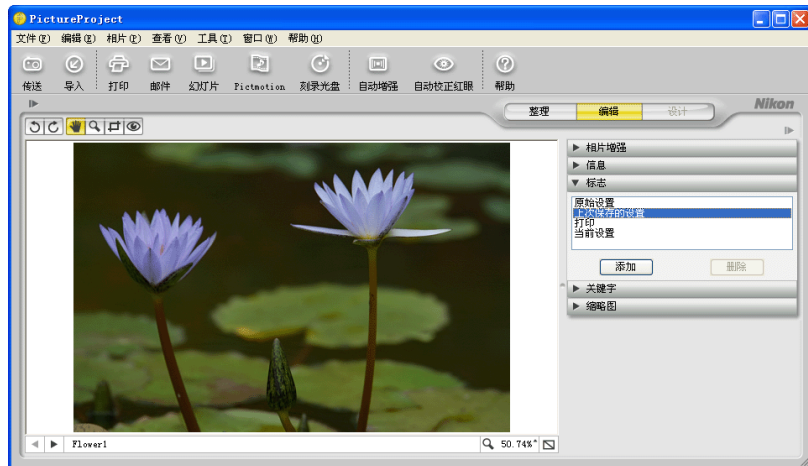 PictureProject
文件(F) 编辑(E) 相片(P) 查看(V) 工具(T) 窗口(W) 帮助(H)
传送 导入 打印 邮件 幻灯片 Pictmotion 刻录光盘 自动增强 自动校正红眼 帮助
整理 编辑 设计 Nikon
相片增强
信息
标志
原始设置
上次保存的设置
打印
当前设置
添加 删除
关键字
缩略图
Flower1 50.74%*